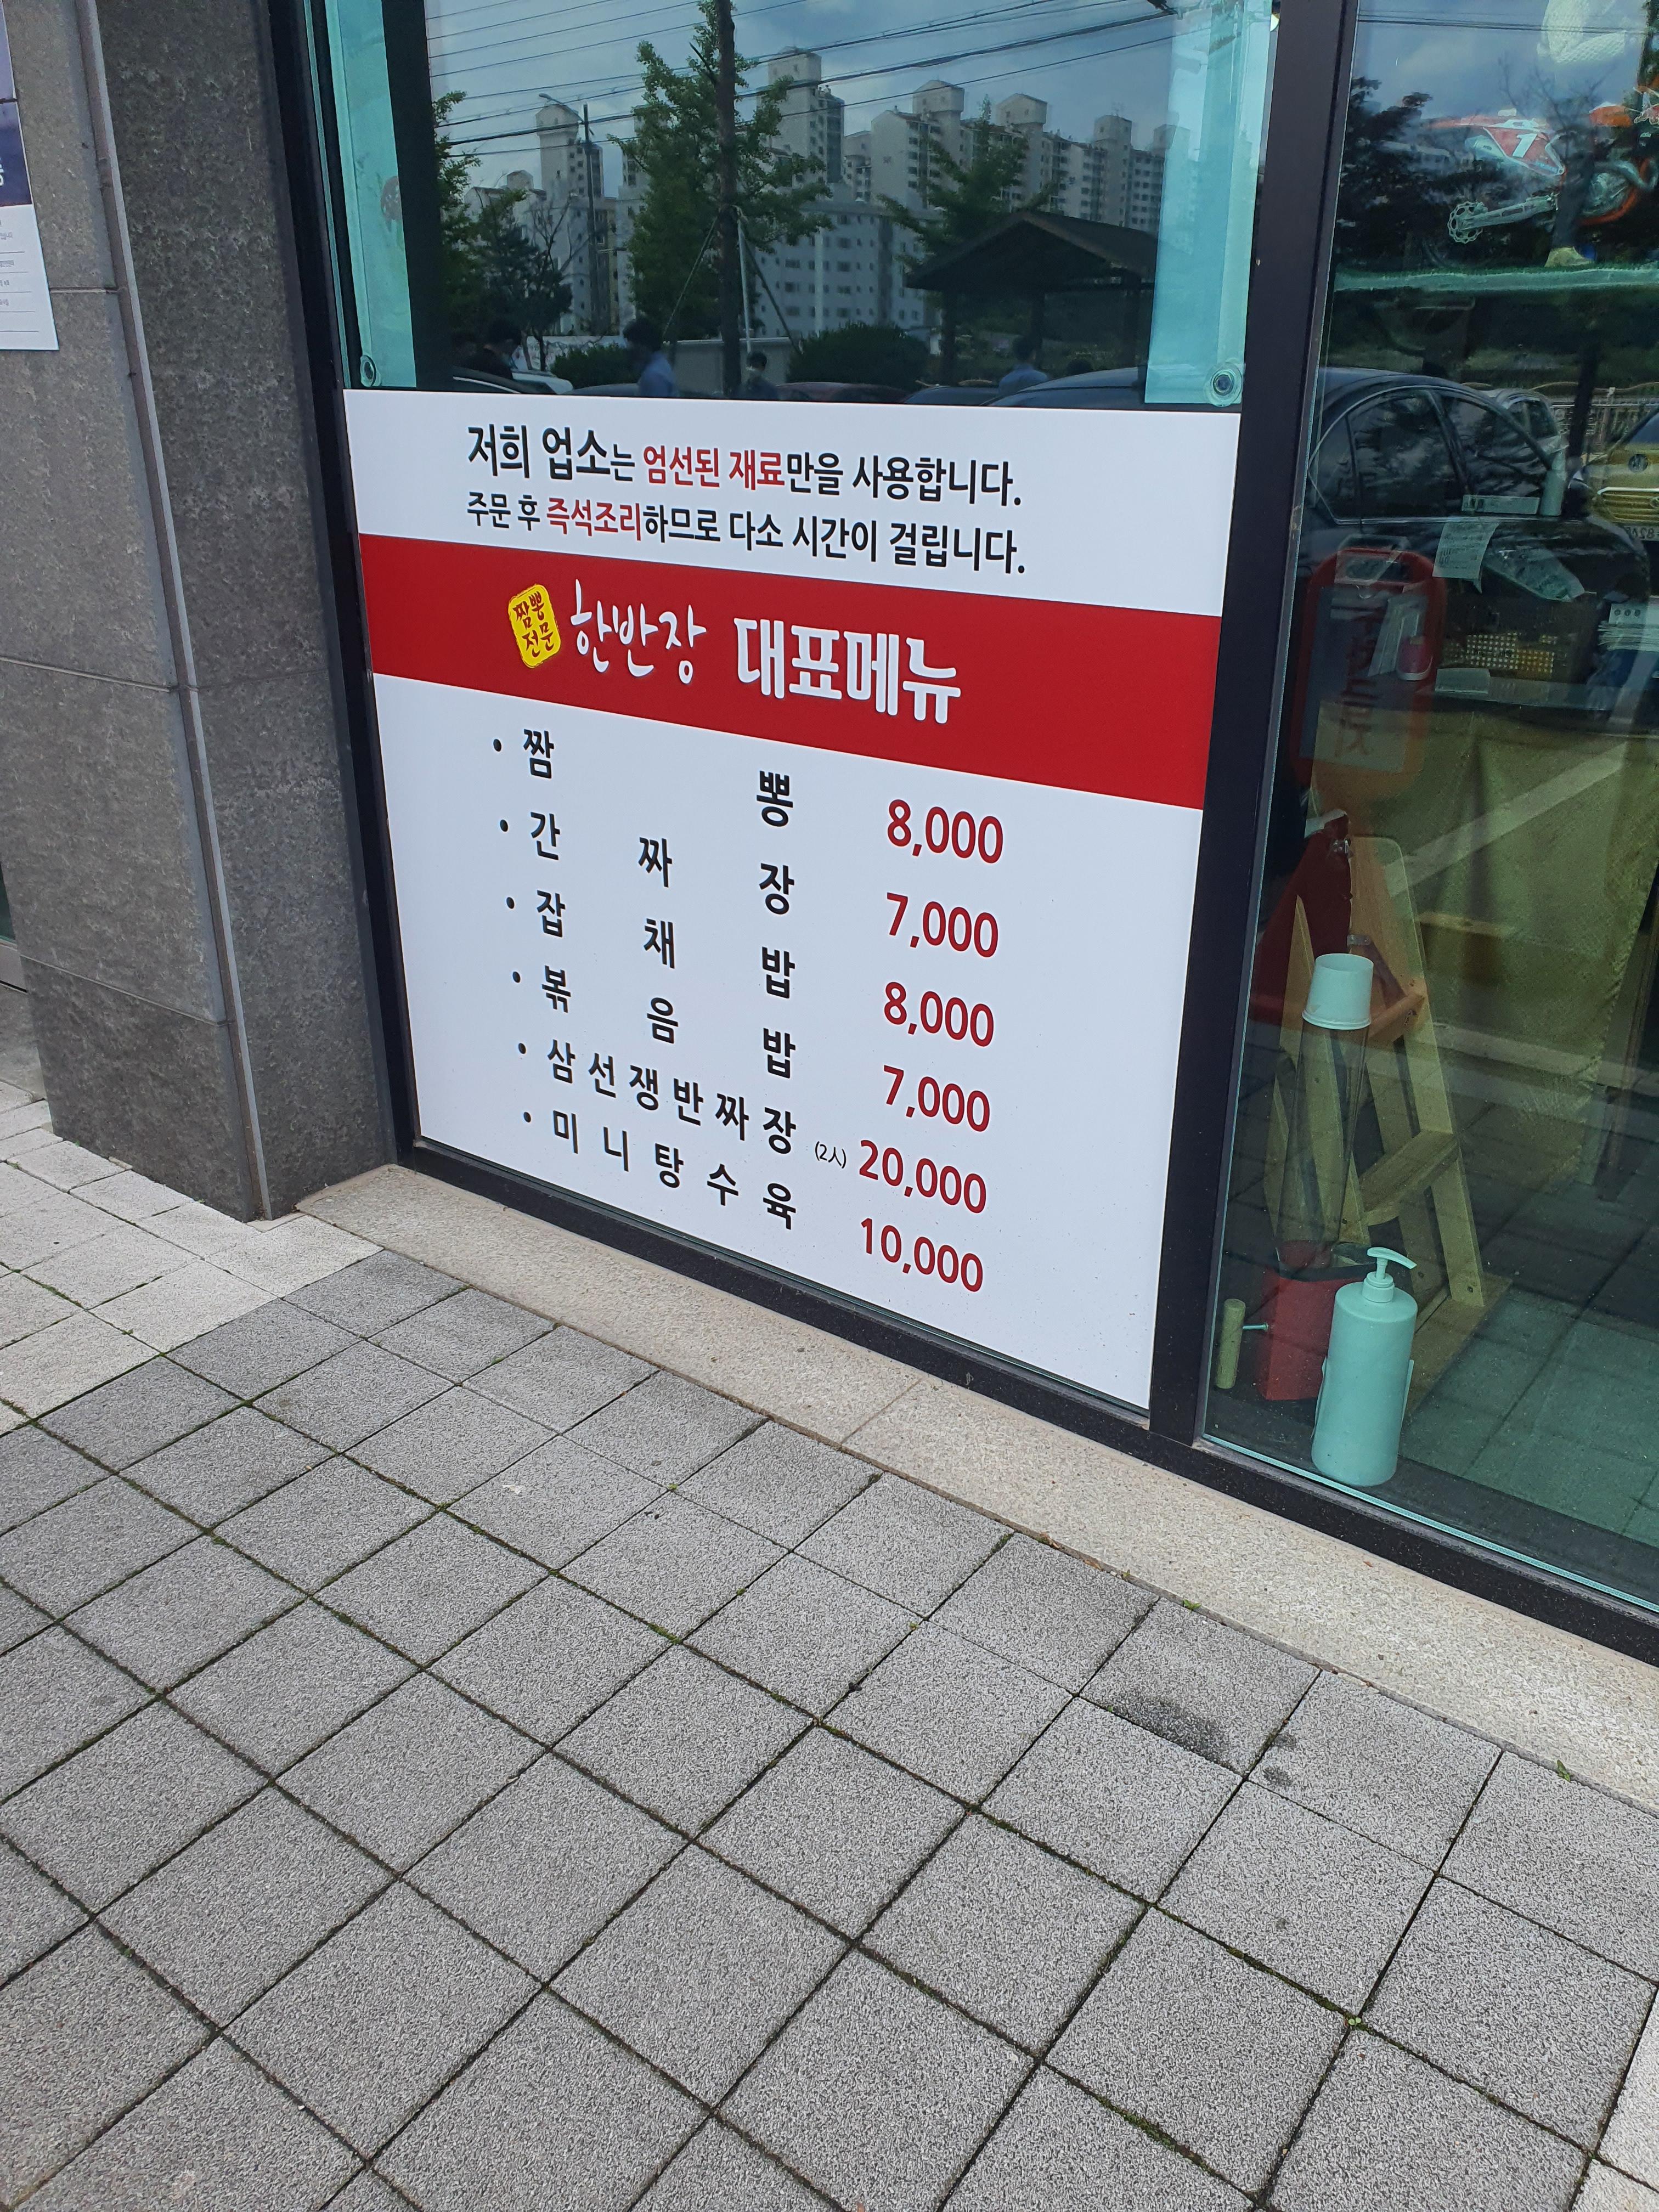 저희 업소는 엄선된 재료만을 사용합니다.
주문 후 즉석조리하므로 다소 시간이 걸립니다.
짬뽕전문 한반장 대표메뉴
• 짬뽕 8,000
• 간짜장 7,000
• 잡채밥 8,000
• 볶음밥 7,000
• 삼선쟁반짜장 (2人) 20,000
• 미니탕수육 10,000